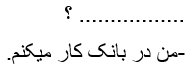 ................. ؟
-من در بانک کار میکنم.